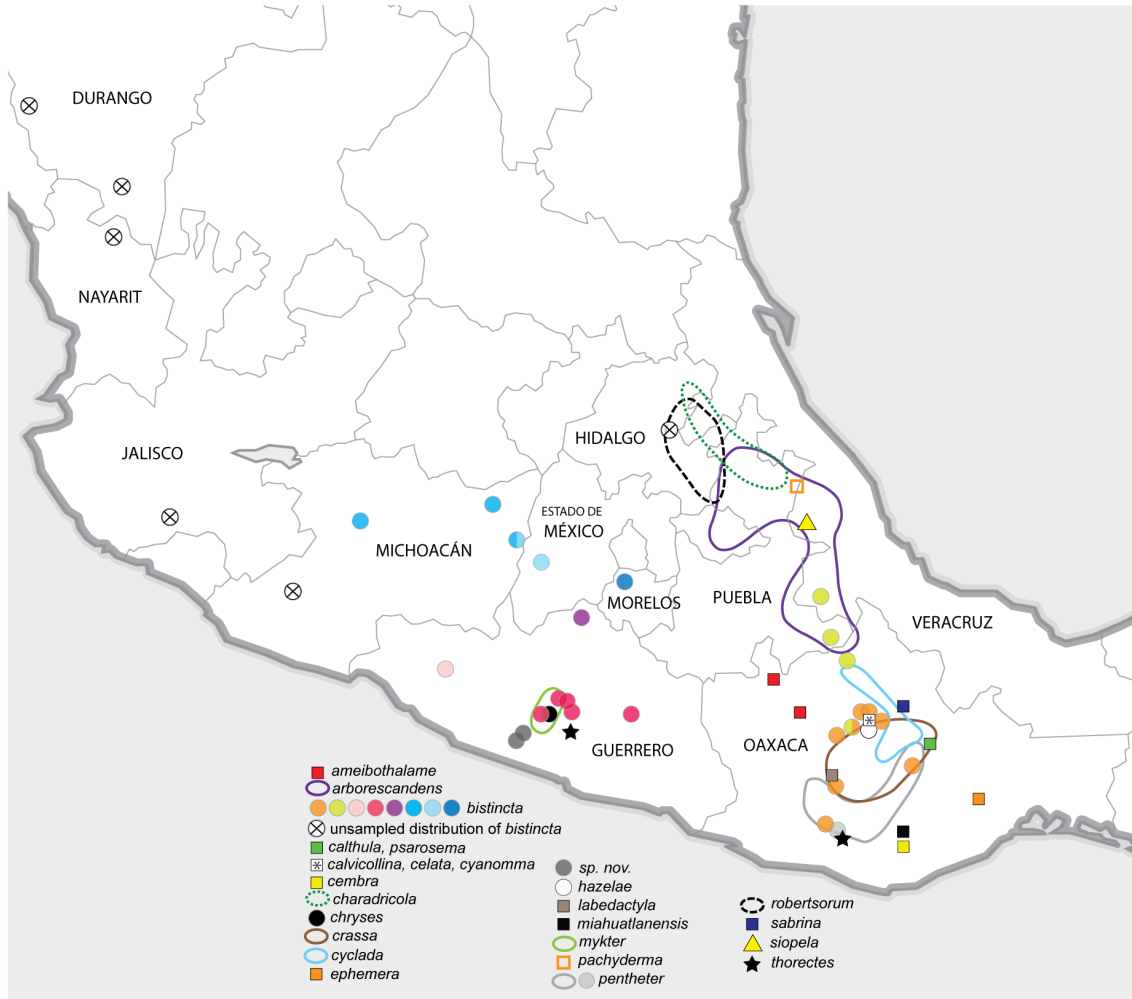 DURANGO
NAYARIT
JALISCO
HIDALGO
ESTADO DE
MÉXICO
MICHOACÁN
MORELOS
PUEBLA
VERACRUZ
GUERRERO
OAXACA
ameibothalame
arborescandens
bistincta
unsampled distribution of bistincta
calthula, psarosema
calvicollina, celata, cyanomma
cembra
charadricola
chryses
crassa
cyclada
ephemera
sp. nov.
hazelae
labedactyla
miahuatlanensis
mykter
pachyderma
pentheter
robertsorum
sabrina
siopela
thorectes